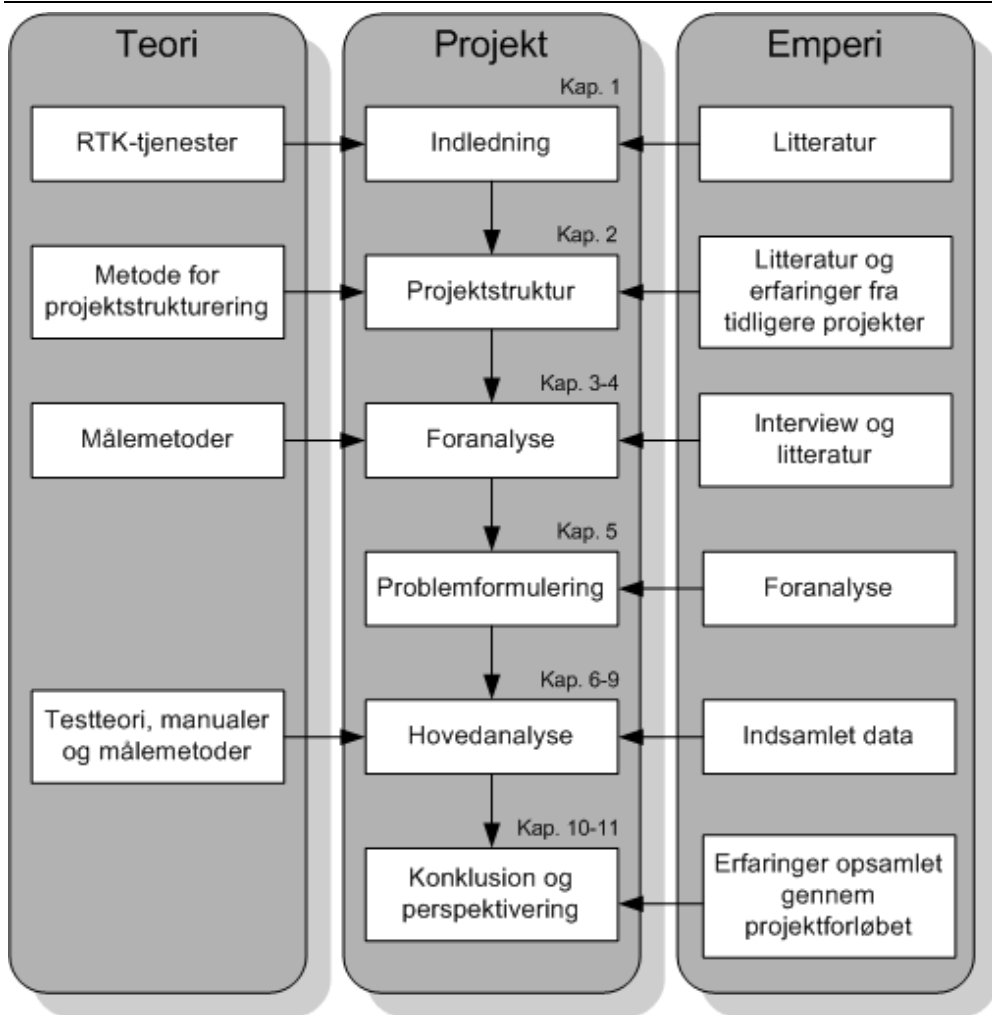 Teori
Projekt
Emperi
Kap. 1
RTK-tjenester
Indledning
Litteratur
Kap. 2
Metode for
projektstrukturering
Projektstruktur
Litteratur og
erfaringer fra
tidligere projekter
Kap. 3-4
Målemetoder
Foranalyse
Interview og
litteratur
Kap. 5
Problemformulering
Foranalyse
Kap. 6-9
Testteori, manualer
og målemetoder
Hovedanalyse
Indsamlet data
Kap. 10-11
Konklusion og
perspektivering
Erfaringer opsamlet
gennem
projektforløbet